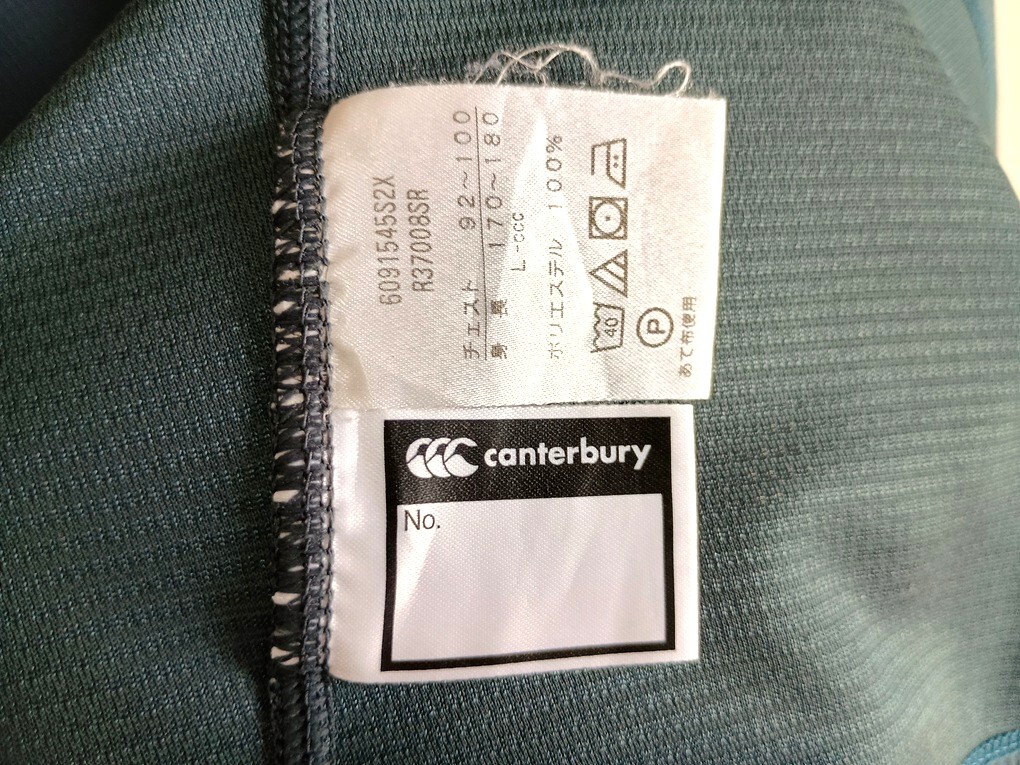 6091545S2X
R37008SR
チェスト 92~100
身長 170~180
L-ccc
ポリエステル 100%
40
P
あて布使用
canterbury
No.